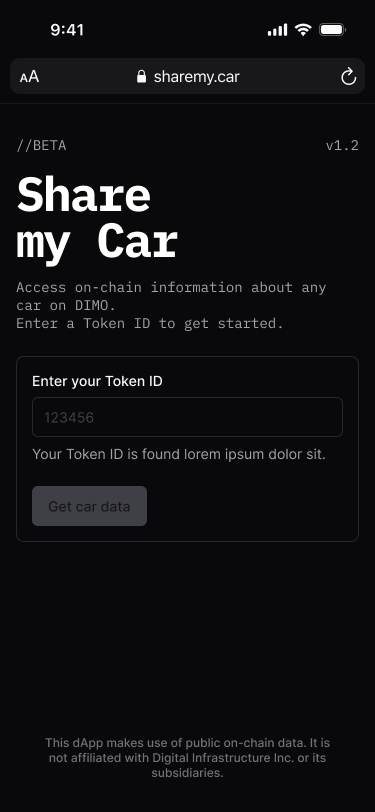 9:41
AA sharemy.car
//BETA v1.2
Share
my Car
Access on-chain information about any
car on DIMO.
Enter a Token ID to get started.
Enter your Token ID
123456
Your Token ID is found lorem ipsum dolor sit.
Get car data
This dApp makes use of public on-chain data. It is
not affiliated with Digital Infrastructure Inc. or its
subsidiaries.